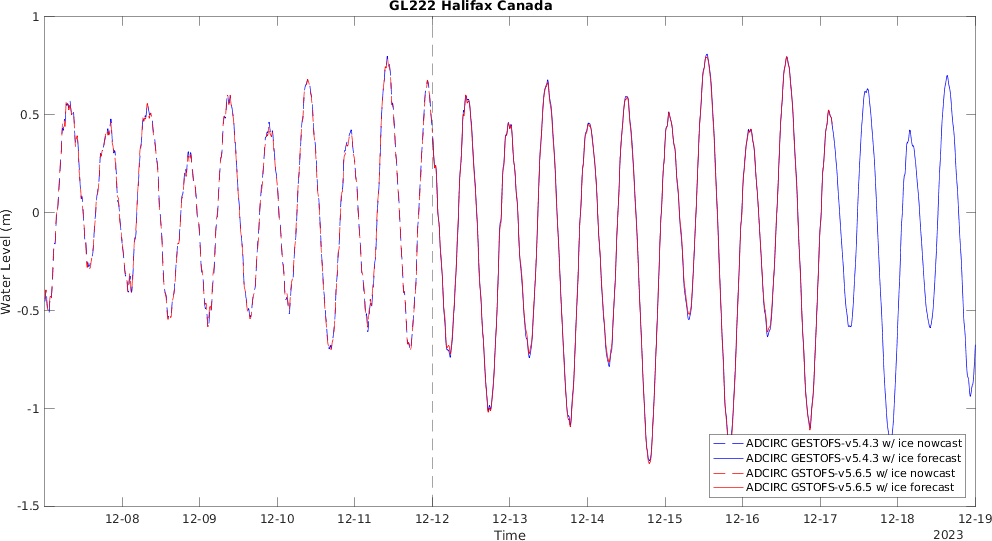 GL222 Halifax Canada
1
0.5
0
-0.5
-1
-1.5
Water Level (m)
ADCIRC GESTOFS-v5.4.3 w/ ice nowcast
ADCIRC GESTOFS-v5.4.3 w/ ice forecast
ADCIRC GSTOFS-v5.6.5 w/ ice nowcast
ADCIRC GSTOFS-v5.6.5 w/ ice forecast
12-08 12-09 12-10 12-11 12-12 12-13 12-14 12-15 12-16 12-17 12-18 12-19
Time
2023